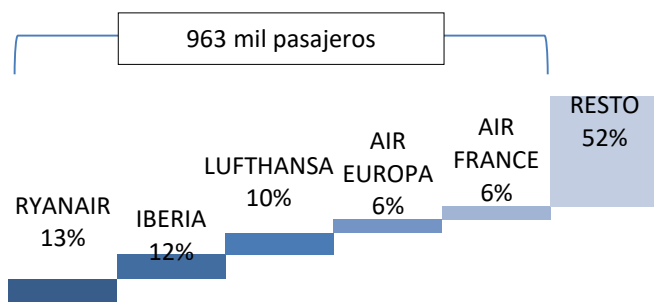 963 mil pasajeros
RYANAIR
13%
IBERIA
12%
LUFTHANSA
10%
AIR
EUROPA
6%
AIR
FRANCE
6%
RESTO
52%